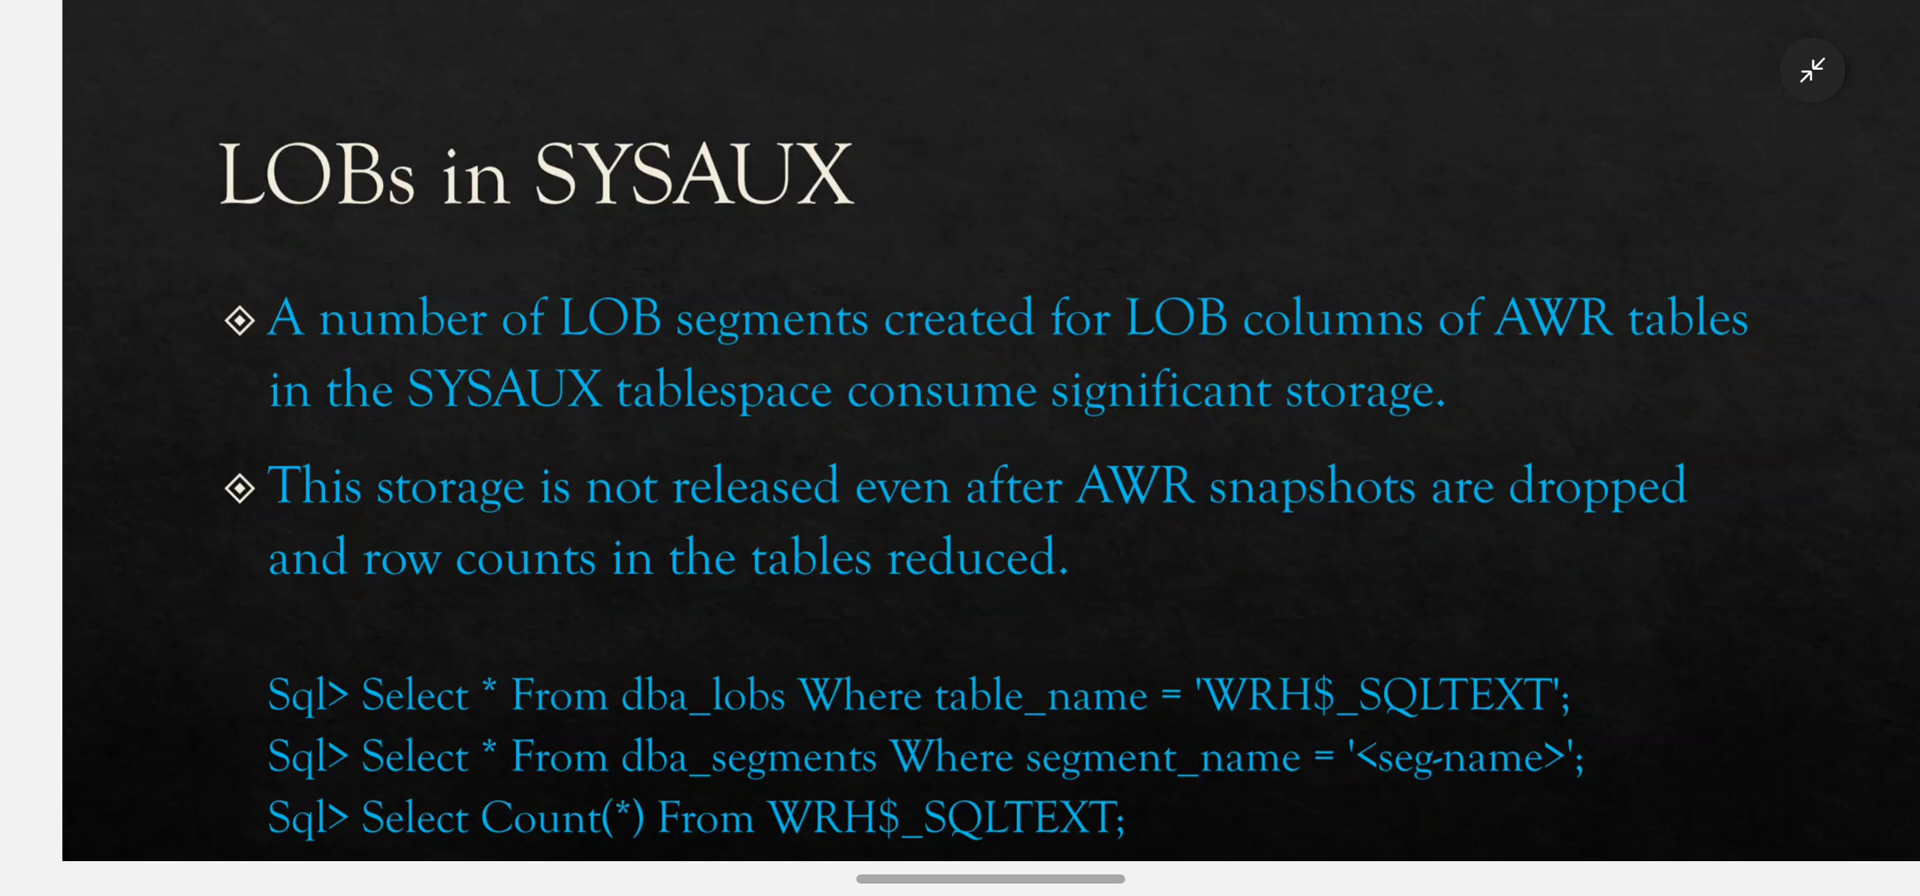 LOBs in SYSAUX
A number of LOB segments created for LOB columns of AWR tables
in the SYSAUX tablespace consume significant storage.
This storage is not released even after AWR snapshots are dropped
and row counts in the tables reduced.
Sql> Select * From dba_lobs Where table_name = 'WRH$_SQLTEXT';
Sql> Select * From dba_segments Where segment_name = '<seg-name>';
Sql> Select Count(*) From WRH$_SQLTEXT;